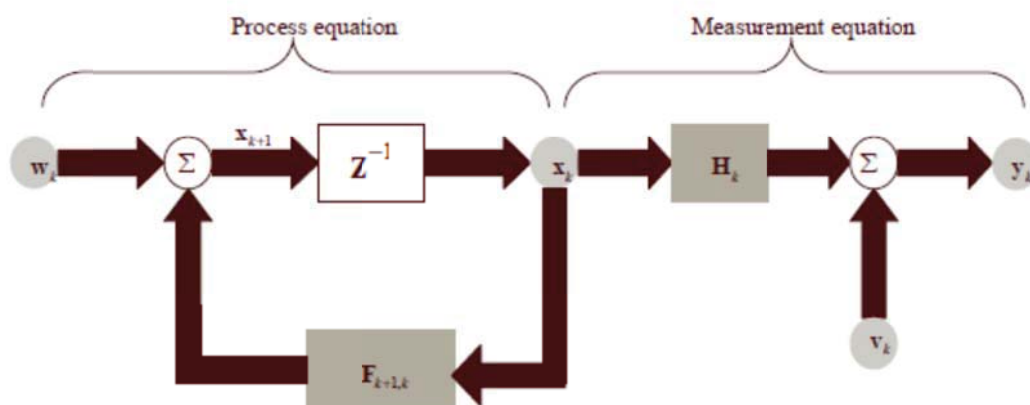 Process equation
Measurement equation
w_k
Σ
x_{k+1}
Z^{-1}
x_k
H_k
Σ
y_k
v_k
F_{k+1,k}